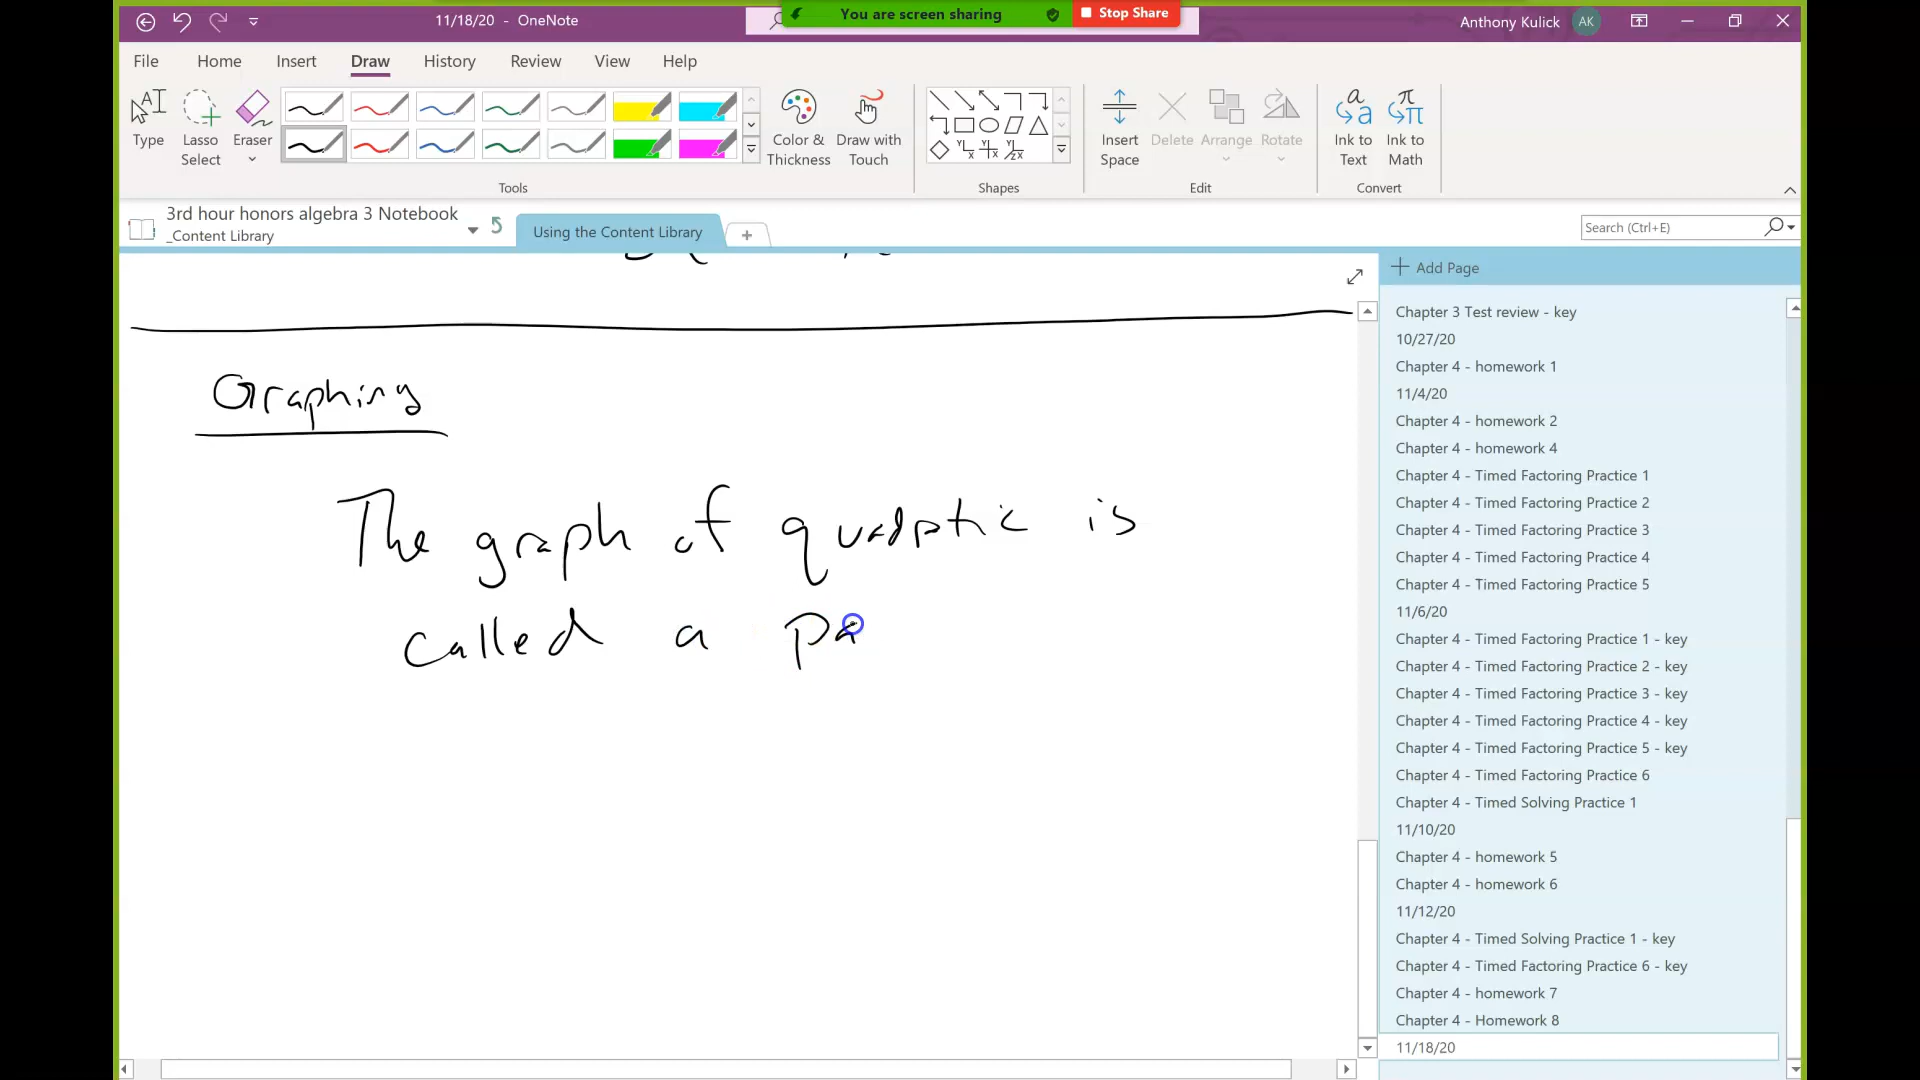 11/18/20 - OneNote
You are screen sharing
Stop Share
Anthony Kulick
AK
File Home Insert Draw History Review View Help
Type
Lasso Select
Eraser
Color & Thickness
Draw with Touch
Insert Space
Delete
Arrange
Rotate
Ink to Text
Ink to Math
Tools
Shapes
Edit
Convert
3rd hour honors algebra 3 Notebook
_Content Library
Using the Content Library
Search (Ctrl+E)
Add Page
Graphing
The graph of quadratic is
called a pa
Chapter 3 Test review - key
10/27/20
Chapter 4 - homework 1
11/4/20
Chapter 4 - homework 2
Chapter 4 - homework 4
Chapter 4 - Timed Factoring Practice 1
Chapter 4 - Timed Factoring Practice 2
Chapter 4 - Timed Factoring Practice 3
Chapter 4 - Timed Factoring Practice 4
Chapter 4 - Timed Factoring Practice 5
11/6/20
Chapter 4 - Timed Factoring Practice 1 - key
Chapter 4 - Timed Factoring Practice 2 - key
Chapter 4 - Timed Factoring Practice 3 - key
Chapter 4 - Timed Factoring Practice 4 - key
Chapter 4 - Timed Factoring Practice 5 - key
Chapter 4 - Timed Factoring Practice 6
Chapter 4 - Timed Solving Practice 1
11/10/20
Chapter 4 - homework 5
Chapter 4 - homework 6
11/12/20
Chapter 4 - Timed Solving Practice 1 - key
Chapter 4 - Timed Factoring Practice 6 - key
Chapter 4 - homework 7
Chapter 4 - Homework 8
11/18/20